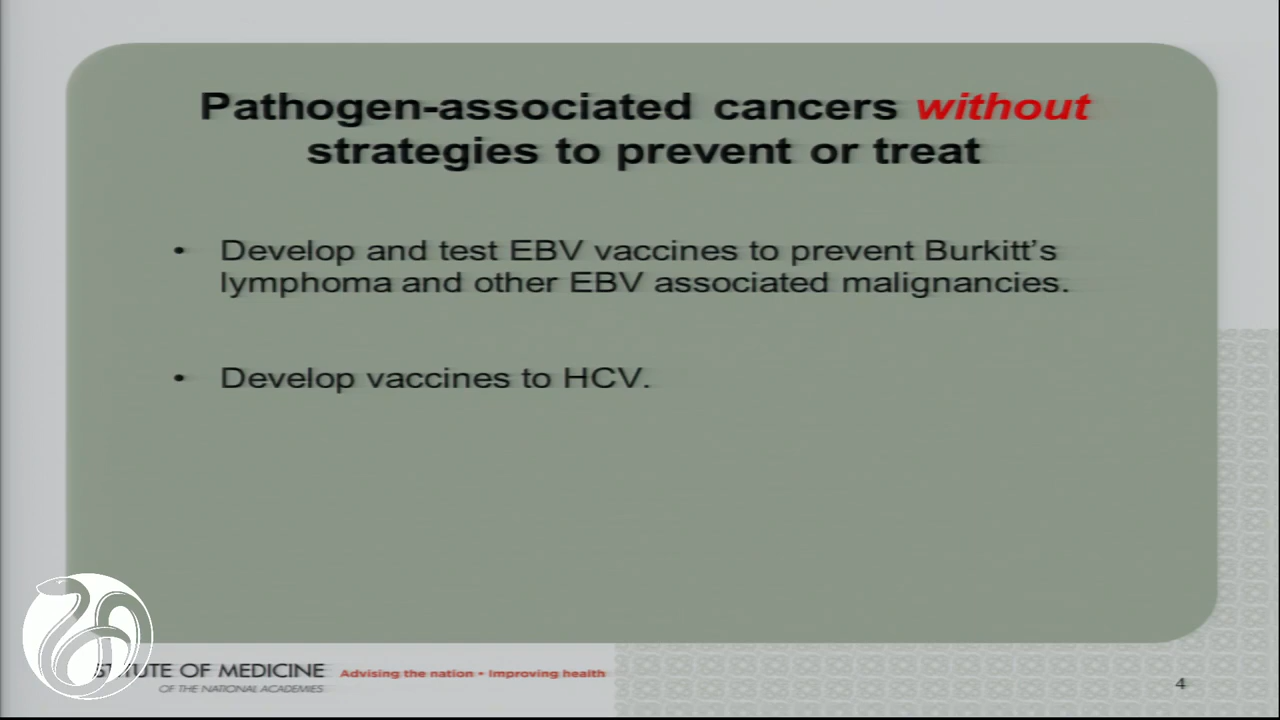 Pathogen-associated cancers without
strategies to prevent or treat
• Develop and test EBV vaccines to prevent Burkitt's
lymphoma and other EBV associated malignancies.
• Develop vaccines to HCV.
OF MEDICINE Advising the nation • Improving health
OF THE NATIONAL ACADEMIES
4